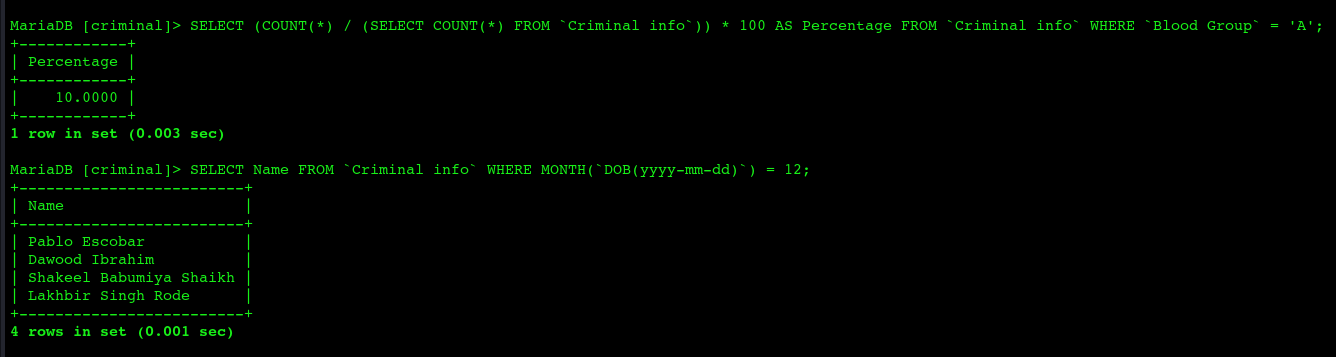 MariaDB [criminal]> SELECT (COUNT(*) / (SELECT COUNT(*) FROM `Criminal info`)) * 100 AS Percentage FROM `Criminal info` WHERE `Blood Group` = 'A';
+------------+
| Percentage |
+------------+
|    10.0000 |
+------------+
1 row in set (0.003 sec)

MariaDB [criminal]> SELECT Name FROM `Criminal info` WHERE MONTH(`DOB(yyyy-mm-dd)`) = 12;
+-------------------------+
| Name                    |
+-------------------------+
| Pablo Escobar           |
| Dawood Ibrahim          |
| Shakeel Babumiya Shaikh |
| Lakhbir Singh Rode      |
+-------------------------+
4 rows in set (0.001 sec)